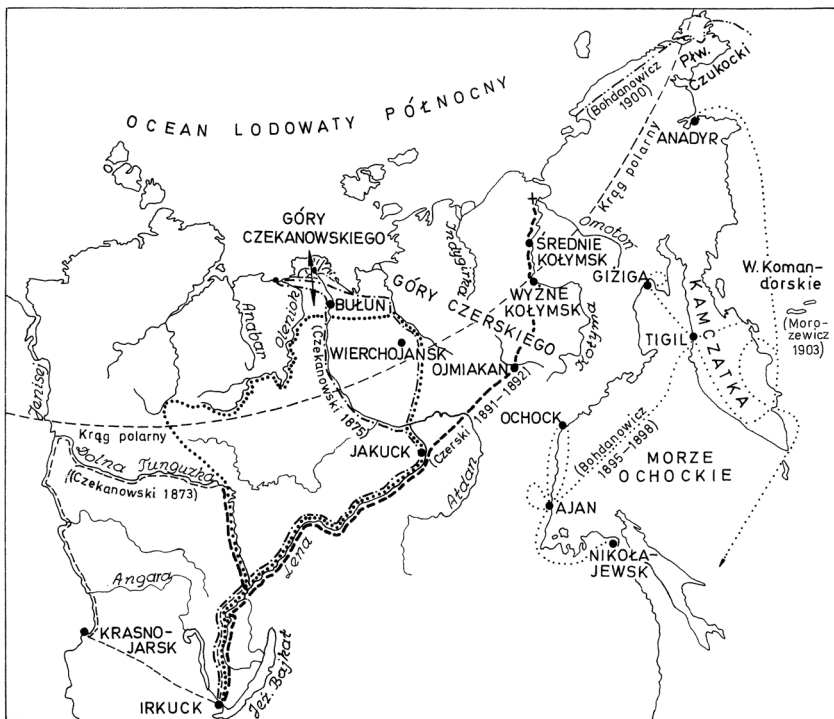 OCEAN LODOWATY PÓŁNOCNY
(Bohdanowicz
1900)
Płw.
Czukocki
ANADYR
Krąg polarny
GÓRY
CZEKANOWSKIEGO
Indygirka
Omołon
ŚREDNIE
KOŁYMSK
GIŻIGA
W. Koman-
dorskie
(Moro-
zewicz
1903)
KAMCZATKA
Anabar
Oleniok
BUŁUŃ
GÓRY CZERSKIEGO
WYŻNE
KOŁYMSK
Kołyma
TIGIL
WIERCHOJAŃSK
OJMIAKAN
Jenisej
(Czekanowski 1875)
(Czerski 1891-1892)
OCHOCK
(Bohdanowicz
1895-1898)
MORZE
OCHOCKIE
Krąg polarny
JAKUCK
Dolna Tunguzka
(Czekanowski 1873)
Ałdan
AJAN
Lena
NIKOŁA-
JEWSK
Angara
KRASNO-
JARSK
Jez. Bajkał
IRKUCK